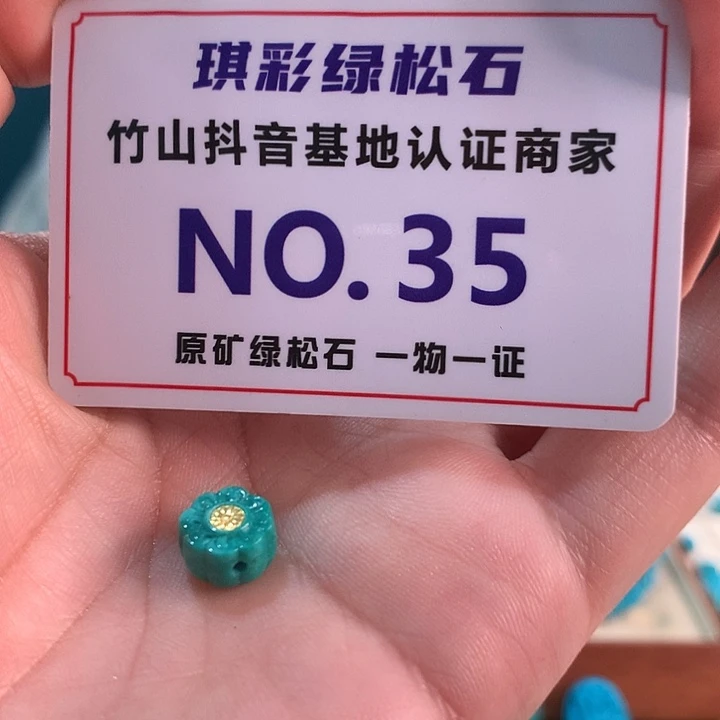 琪彩绿松石
竹山抖音基地认证商家
NO.35
原矿绿松石 一物一证